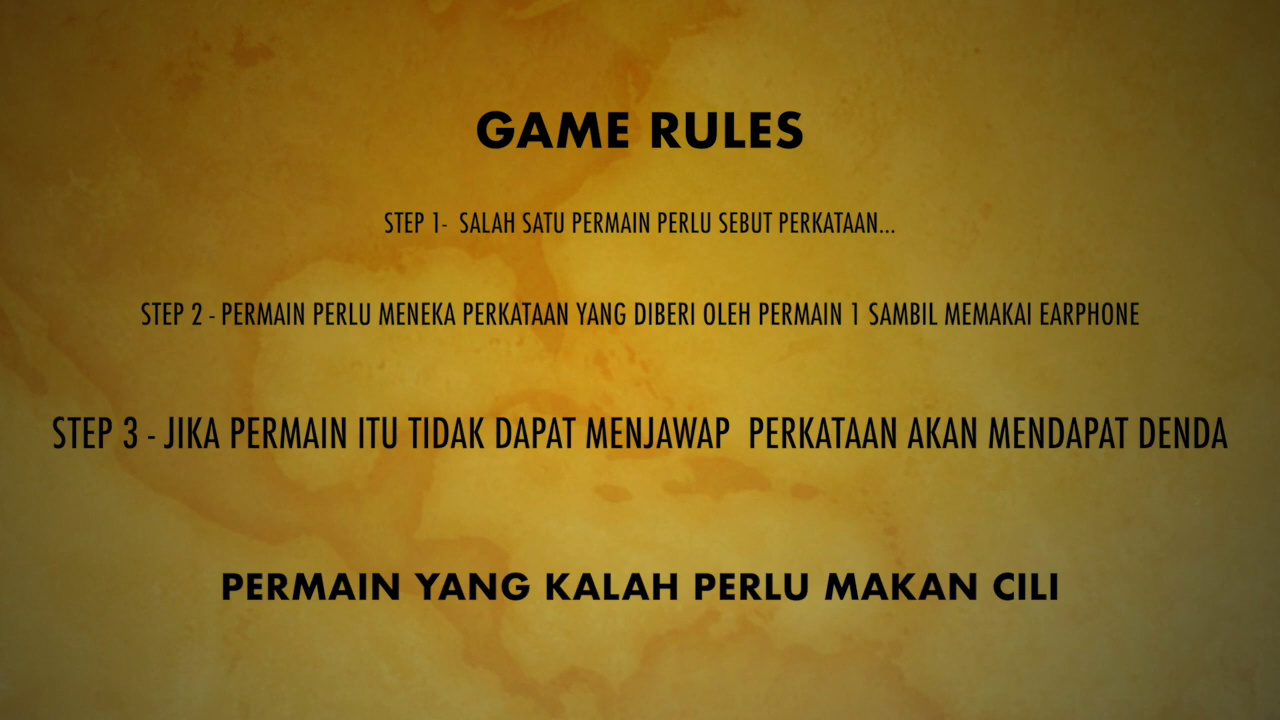 GAME RULES
STEP 1- SALAH SATU PERMAIN PERLU SEBUT PERKATAAN...
STEP 2 - PERMAIN PERLU MENEKA PERKATAAN YANG DIBERI OLEH PERMAIN 1 SAMBIL MEMAKAI EARPHONE
STEP 3 - JIKA PERMAIN ITU TIDAK DAPAT MENJAWAP PERKATAAN AKAN MENDAPAT DENDA
PERMAIN YANG KALAH PERLU MAKAN CILI